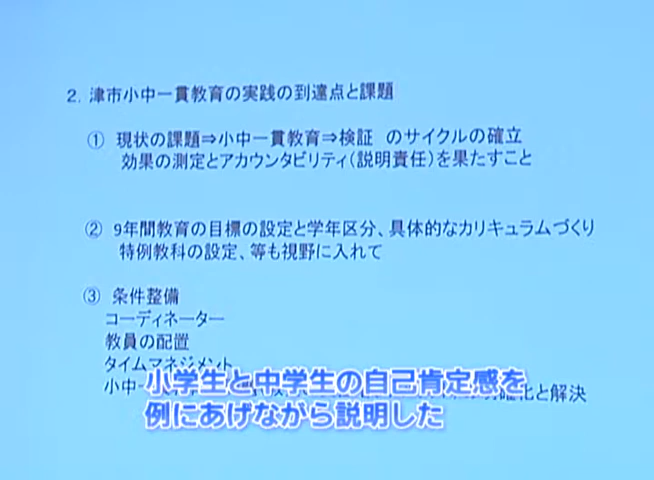 2. 津市小中一貫教育の実践の到達点と課題
① 現状の課題⇒小中一貫教育⇒検証 のサイクルの確立
効果の測定とアカウンタビリティ(説明責任)を果たすこと
② 9年間教育の目標の設定と学年区分、具体的なカリキュラムづくり
特例教科の設定、等も視野に入れて
③ 条件整備
コーディネーター
教員の配置
タイムマネジメント
小中一 確化と解決
小学生と中学生の自己肯定感を
例にあげながら説明した